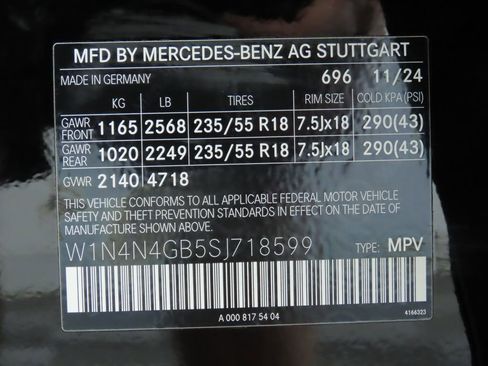 MFD BY MERCEDES-BENZ AG STUTTGART
MADE IN GERMANY 696 11/24
KG LB TIRES RIM SIZE COLD KPA (PSI)
GAWR FRONT 1165 2568 235/55 R18 7.5Jx18 290(43)
GAWR REAR 1020 2249 235/55 R18 7.5Jx18 290(43)
GVWR 2140 4718
THIS VEHICLE CONFORMS TO ALL APPLICABLE FEDERAL MOTOR VEHICLE
SAFETY AND THEFT PREVENTION STANDARDS IN EFFECT ON THE DATE OF
MANUFACTURE SHOWN ABOVE.
W1N4N4GB5SJ718599 TYPE: MPV
A 000 817 54 04
4166323